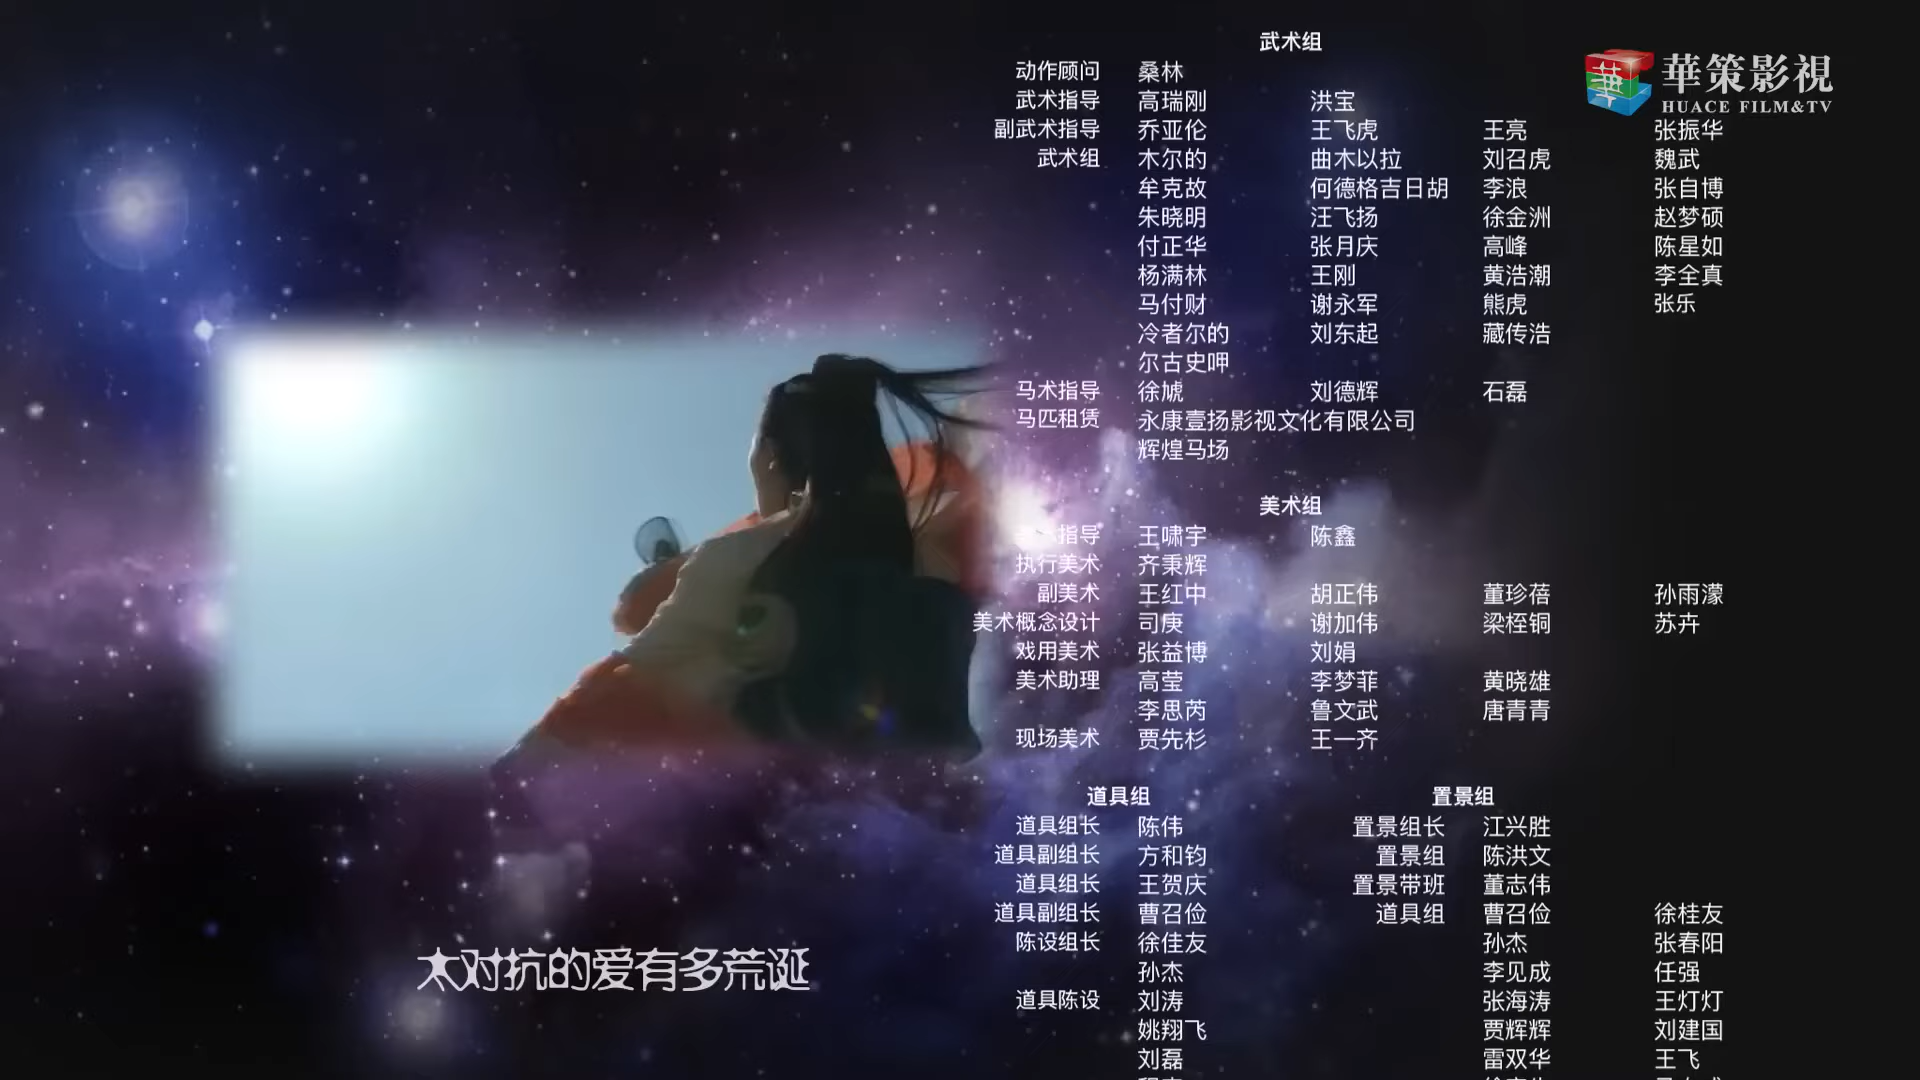 華策影視
HUACE FILM&TV
武术组
动作顾问 桑林
武术指导 高瑞刚 洪宝
副武术指导 乔亚伦 王飞虎 王亮 张振华
武术组 木尔的 曲木以拉 刘召虎 魏武
牟克故 何德格吉日胡 李浪 张自博
朱晓明 汪飞扬 徐金洲 赵梦硕
付正华 张月庆 高峰 陈星如
杨满林 王刚 黄浩潮 李全真
马付财 谢永军 熊虎 张乐
冷者尔的 刘东起 藏传浩
尔古史呷
马术指导 徐虓 刘德辉 石磊
马匹租赁 永康壹扬影视文化有限公司
辉煌马场
美术组
指导 王啸宇 陈鑫
执行美术 齐秉辉
副美术 王红中 胡正伟 董珍蓓 孙雨濛
美术概念设计 司庚 谢加伟 梁桎铜 苏卉
戏用美术 张益博 刘娟
美术助理 高莹 李梦菲 黄晓雄
李思芮 鲁文武 唐青青
现场美术 贾先杉 王一齐
道具组 置景组
道具组长 陈伟 置景组长 江兴胜
道具副组长 方和钧 置景组 陈洪文
道具组长 王贺庆 置景带班 董志伟
道具副组长 曹召俭 道具组 曹召俭 徐桂友
陈设组长 徐佳友 孙杰 张春阳
孙杰 李见成 任强
道具陈设 刘涛 张海涛 王灯灯
姚翔飞 贾辉辉 刘建国
刘磊 雷双华 王飞
太对抗的爱有多荒诞